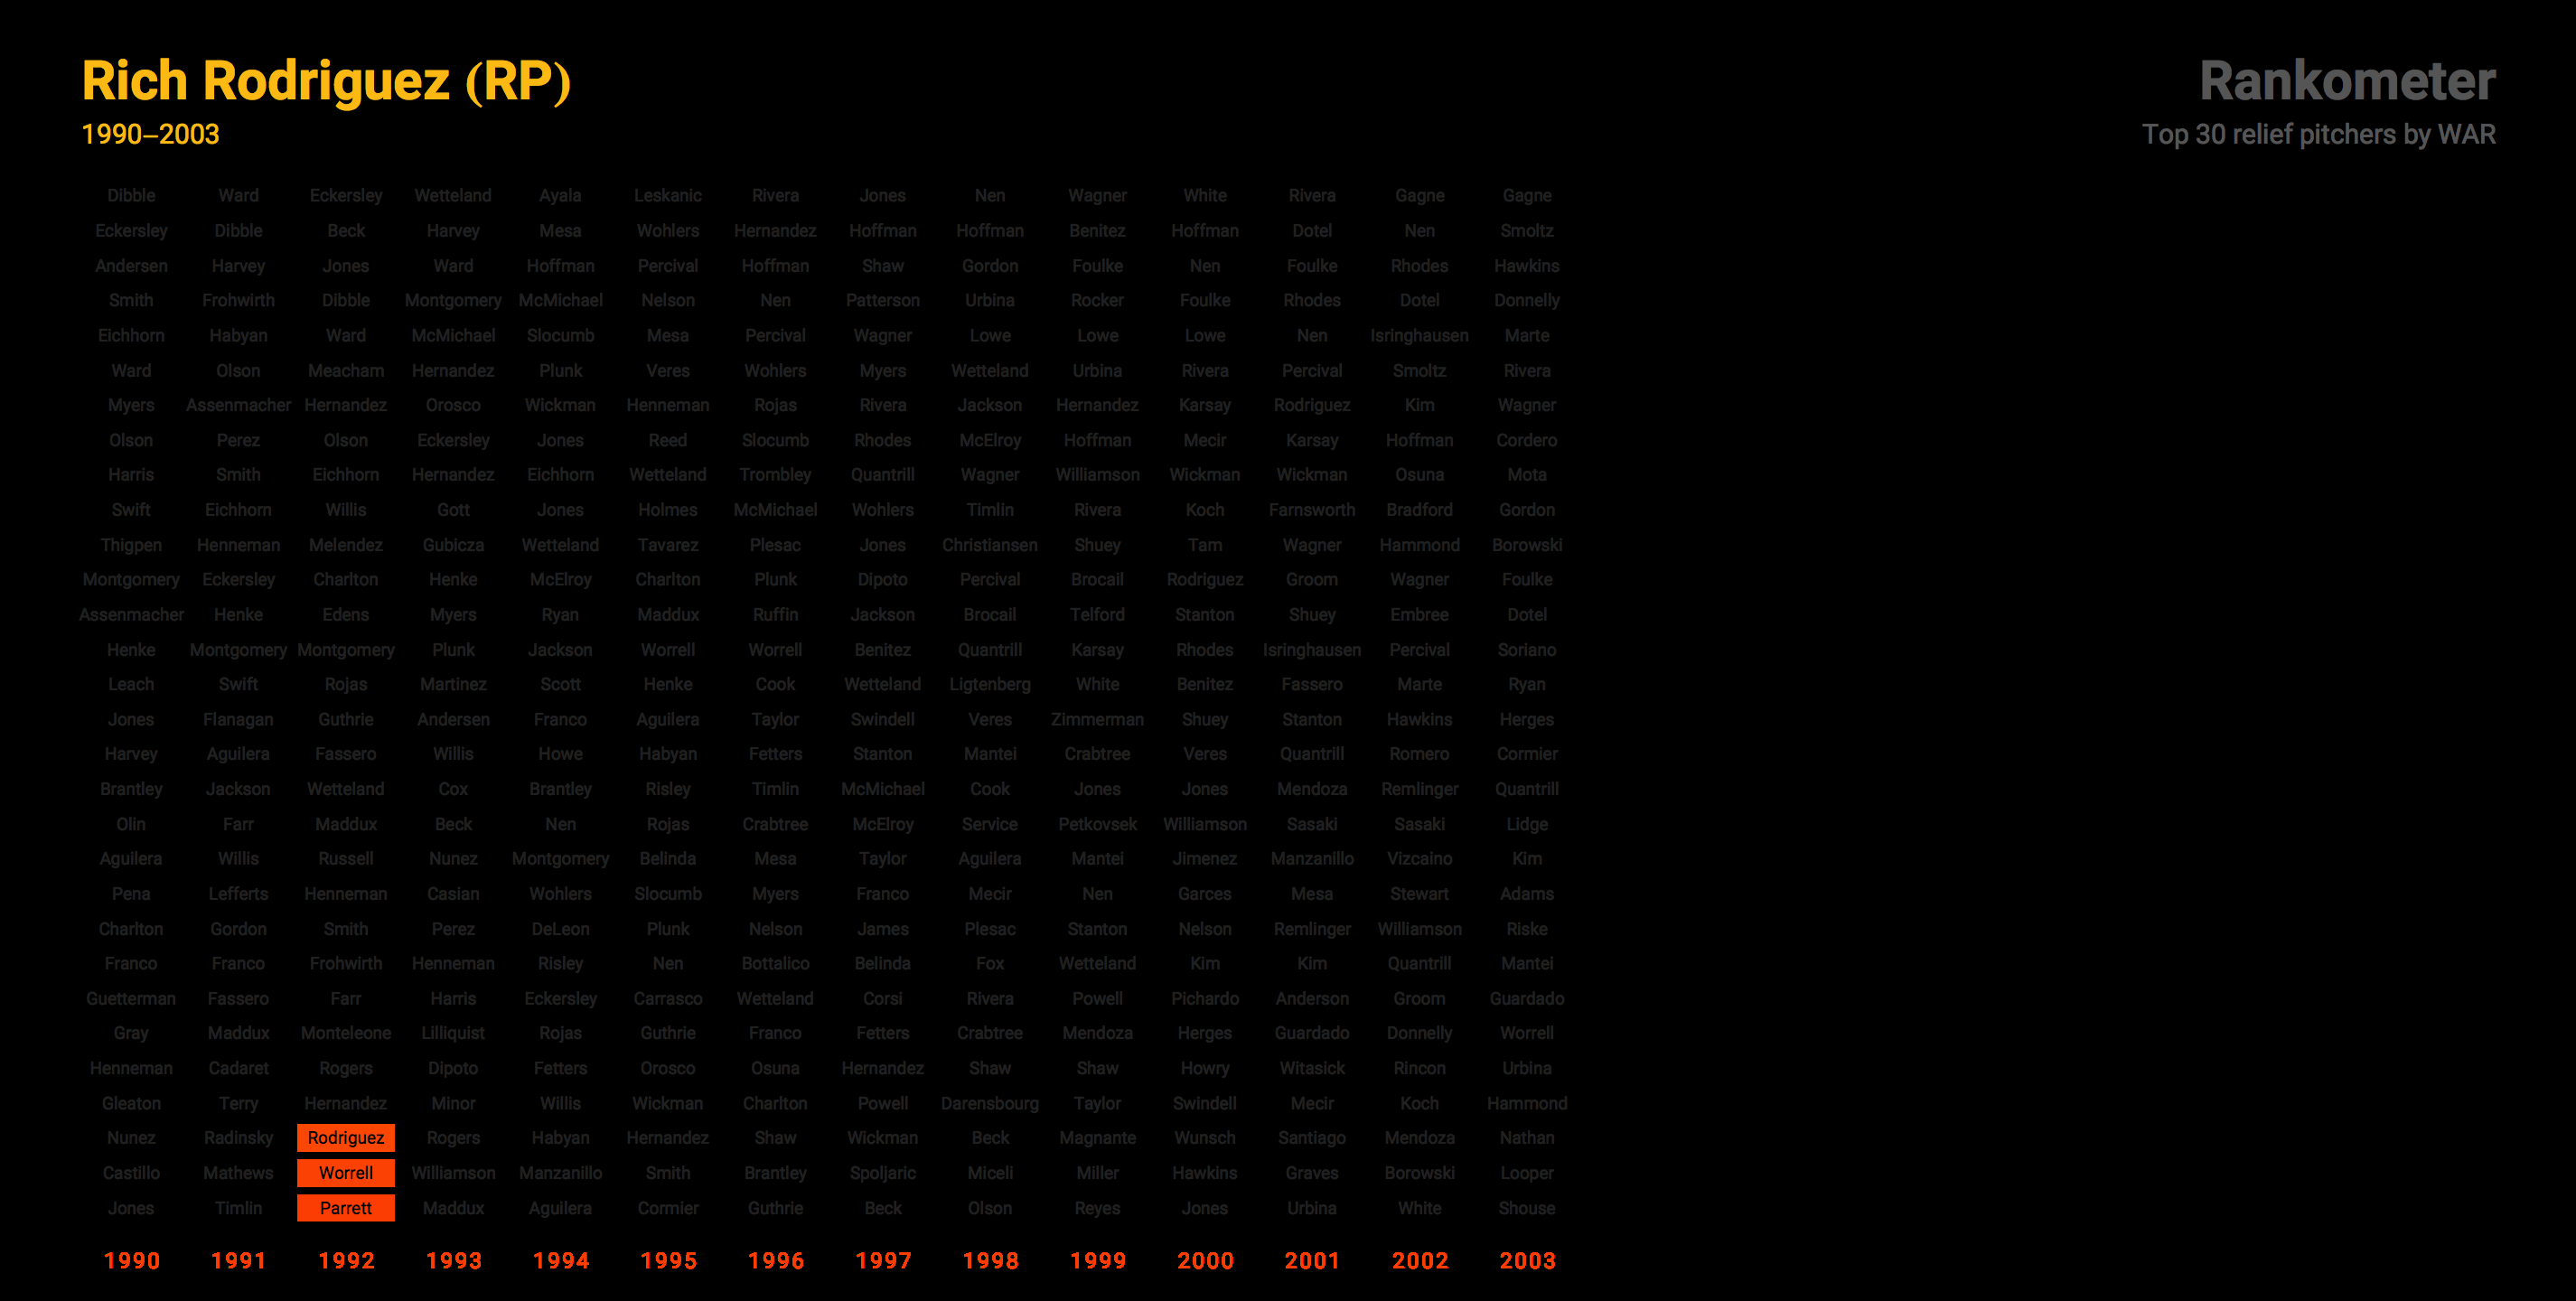 Rich Rodriguez (RP)
Rankometer
1990–2003
Top 30 relief pitchers by WAR
Dibble Ward Eckersley Wetteland Ayala Leskanic Rivera Jones Nen Wagner White Rivera Gagne Gagne
Eckersley Dibble Beck Harvey Mesa Wohlers Hernandez Hoffman Hoffman Benitez Hoffman Dotel Nen Smoltz
Andersen Harvey Jones Ward Hoffman Percival Hoffman Shaw Gordon Foulke Nen Foulke Rhodes Hawkins
Smith Frohwirth Dibble Montgomery McMichael Nelson Nen Patterson Urbina Rocker Foulke Rhodes Dotel Donnelly
Eichhorn Habyan Ward McMichael Slocumb Mesa Percival Wagner Lowe Lowe Lowe Nen Isringhausen Marte
Ward Olson Meacham Hernandez Plunk Veres Wohlers Myers Wetteland Urbina Rivera Percival Smoltz Rivera
Myers Assenmacher Hernandez Orosco Wickman Henneman Rojas Rivera Jackson Hernandez Karsay Rodriguez Kim Wagner
Olson Perez Olson Eckersley Jones Reed Slocumb Rhodes McElroy Hoffman Mecir Karsay Hoffman Cordero
Harris Smith Eichhorn Hernandez Eichhorn Wetteland Trombley Quantrill Wagner Williamson Wickman Wickman Osuna Mota
Swift Eichhorn Willis Gott Jones Holmes McMichael Wohlers Timlin Rivera Koch Farnsworth Bradford Gordon
Thigpen Henneman Melendez Gubicza Wetteland Tavarez Plesac Jones Christiansen Shuey Tam Wagner Hammond Borowski
Montgomery Eckersley Charlton Henke McElroy Charlton Plunk Dipoto Percival Brocail Rodriguez Groom Wagner Foulke
Assenmacher Henke Edens Myers Ryan Maddux Ruffin Jackson Brocail Telford Stanton Shuey Embree Dotel
Henke Montgomery Montgomery Plunk Jackson Worrell Worrell Benitez Quantrill Karsay Rhodes Isringhausen Percival Soriano
Leach Swift Rojas Martinez Scott Henke Cook Wetteland Ligtenberg White Benitez Fassero Marte Ryan
Jones Flanagan Guthrie Andersen Franco Aguilera Taylor Swindell Veres Zimmerman Shuey Stanton Hawkins Herges
Harvey Aguilera Fassero Willis Howe Habyan Fetters Stanton Mantei Crabtree Veres Quantrill Romero Cormier
Brantley Jackson Wetteland Cox Brantley Risley Timlin McMichael Cook Jones Jones Mendoza Remlinger Quantrill
Olin Farr Maddux Beck Nen Rojas Crabtree McElroy Service Petkovsek Williamson Sasaki Sasaki Lidge
Aguilera Willis Russell Nunez Montgomery Belinda Mesa Taylor Aguilera Mantei Jimenez Manzanillo Vizcaino Kim
Pena Lefferts Henneman Casian Wohlers Slocumb Myers Franco Mecir Nen Garces Mesa Stewart Adams
Charlton Gordon Smith Perez DeLeon Plunk Nelson James Plesac Stanton Nelson Remlinger Williamson Riske
Franco Franco Frohwirth Henneman Risley Nen Bottalico Belinda Fox Wetteland Kim Kim Quantrill Mantei
Guetterman Fassero Farr Harris Eckersley Carrasco Wetteland Corsi Rivera Powell Pichardo Anderson Groom Guardado
Gray Maddux Monteleone Lilliquist Rojas Guthrie Franco Fetters Crabtree Mendoza Herges Guardado Donnelly Worrell
Henneman Cadaret Rogers Dipoto Fetters Orosco Osuna Hernandez Shaw Shaw Howry Witasick Rincon Urbina
Gleaton Terry Hernandez Minor Willis Wickman Charlton Powell Darensbourg Taylor Swindell Mecir Koch Hammond
Nunez Radinsky Rodriguez Rogers Habyan Hernandez Shaw Wickman Beck Magnante Wunsch Santiago Mendoza Nathan
Castillo Mathews Worrell Williamson Manzanillo Smith Brantley Spoljaric Miceli Miller Hawkins Graves Borowski Looper
Jones Timlin Parrett Maddux Aguilera Cormier Guthrie Beck Olson Reyes Jones Urbina White Shouse
1990 1991 1992 1993 1994 1995 1996 1997 1998 1999 2000 2001 2002 2003